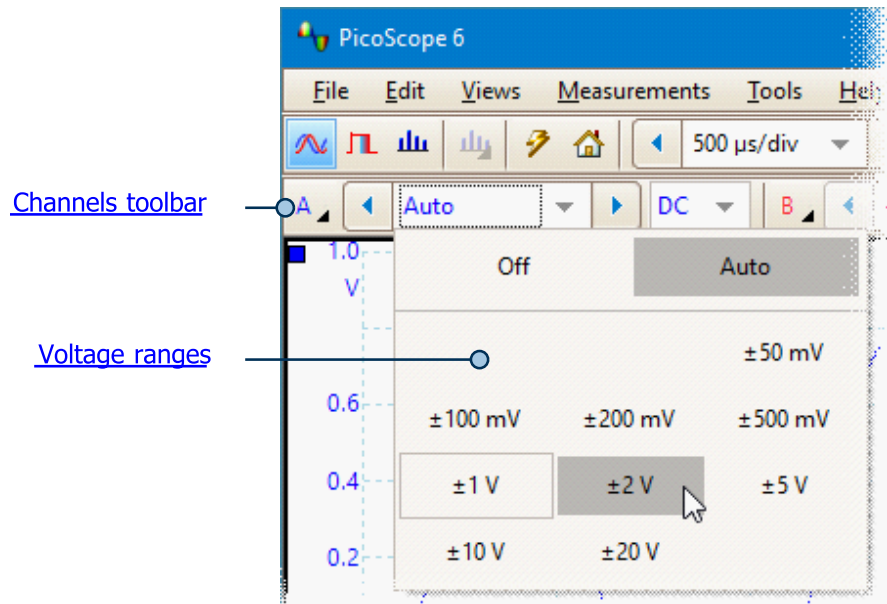 PicoScope 6
File Edit Views Measurements Tools
500 µs/div
Channels toolbar
A Auto DC B
1.0
V
Off Auto
Voltage ranges
±50 mV
0.6
±100 mV ±200 mV ±500 mV
0.4
±1 V ±2 V ±5 V
0.2
±10 V ±20 V